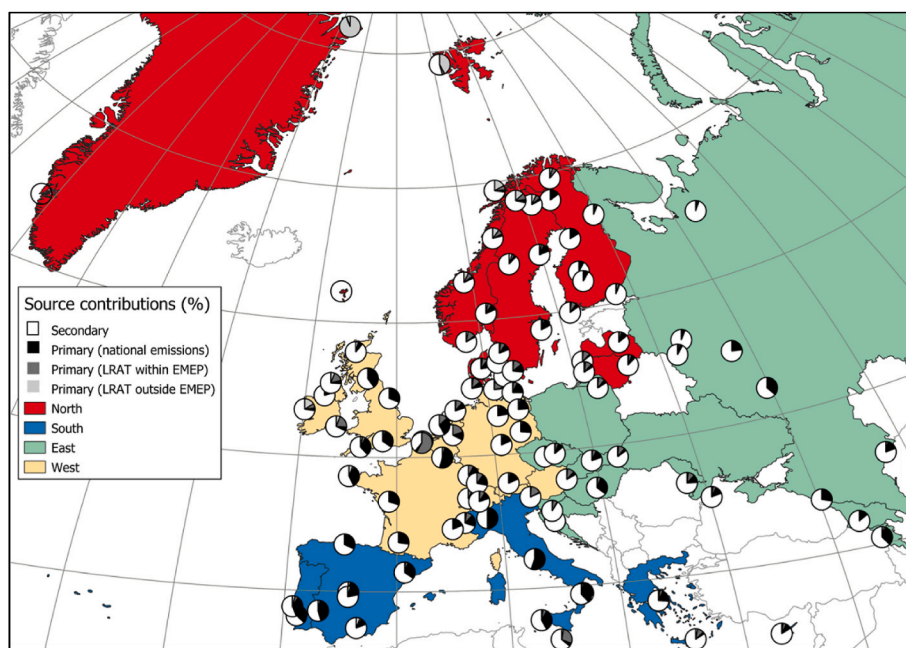 Source contributions (%)
Secondary
Primary (national emissions)
Primary (LRAT within EMEP)
Primary (LRAT outside EMEP)
North
South
East
West